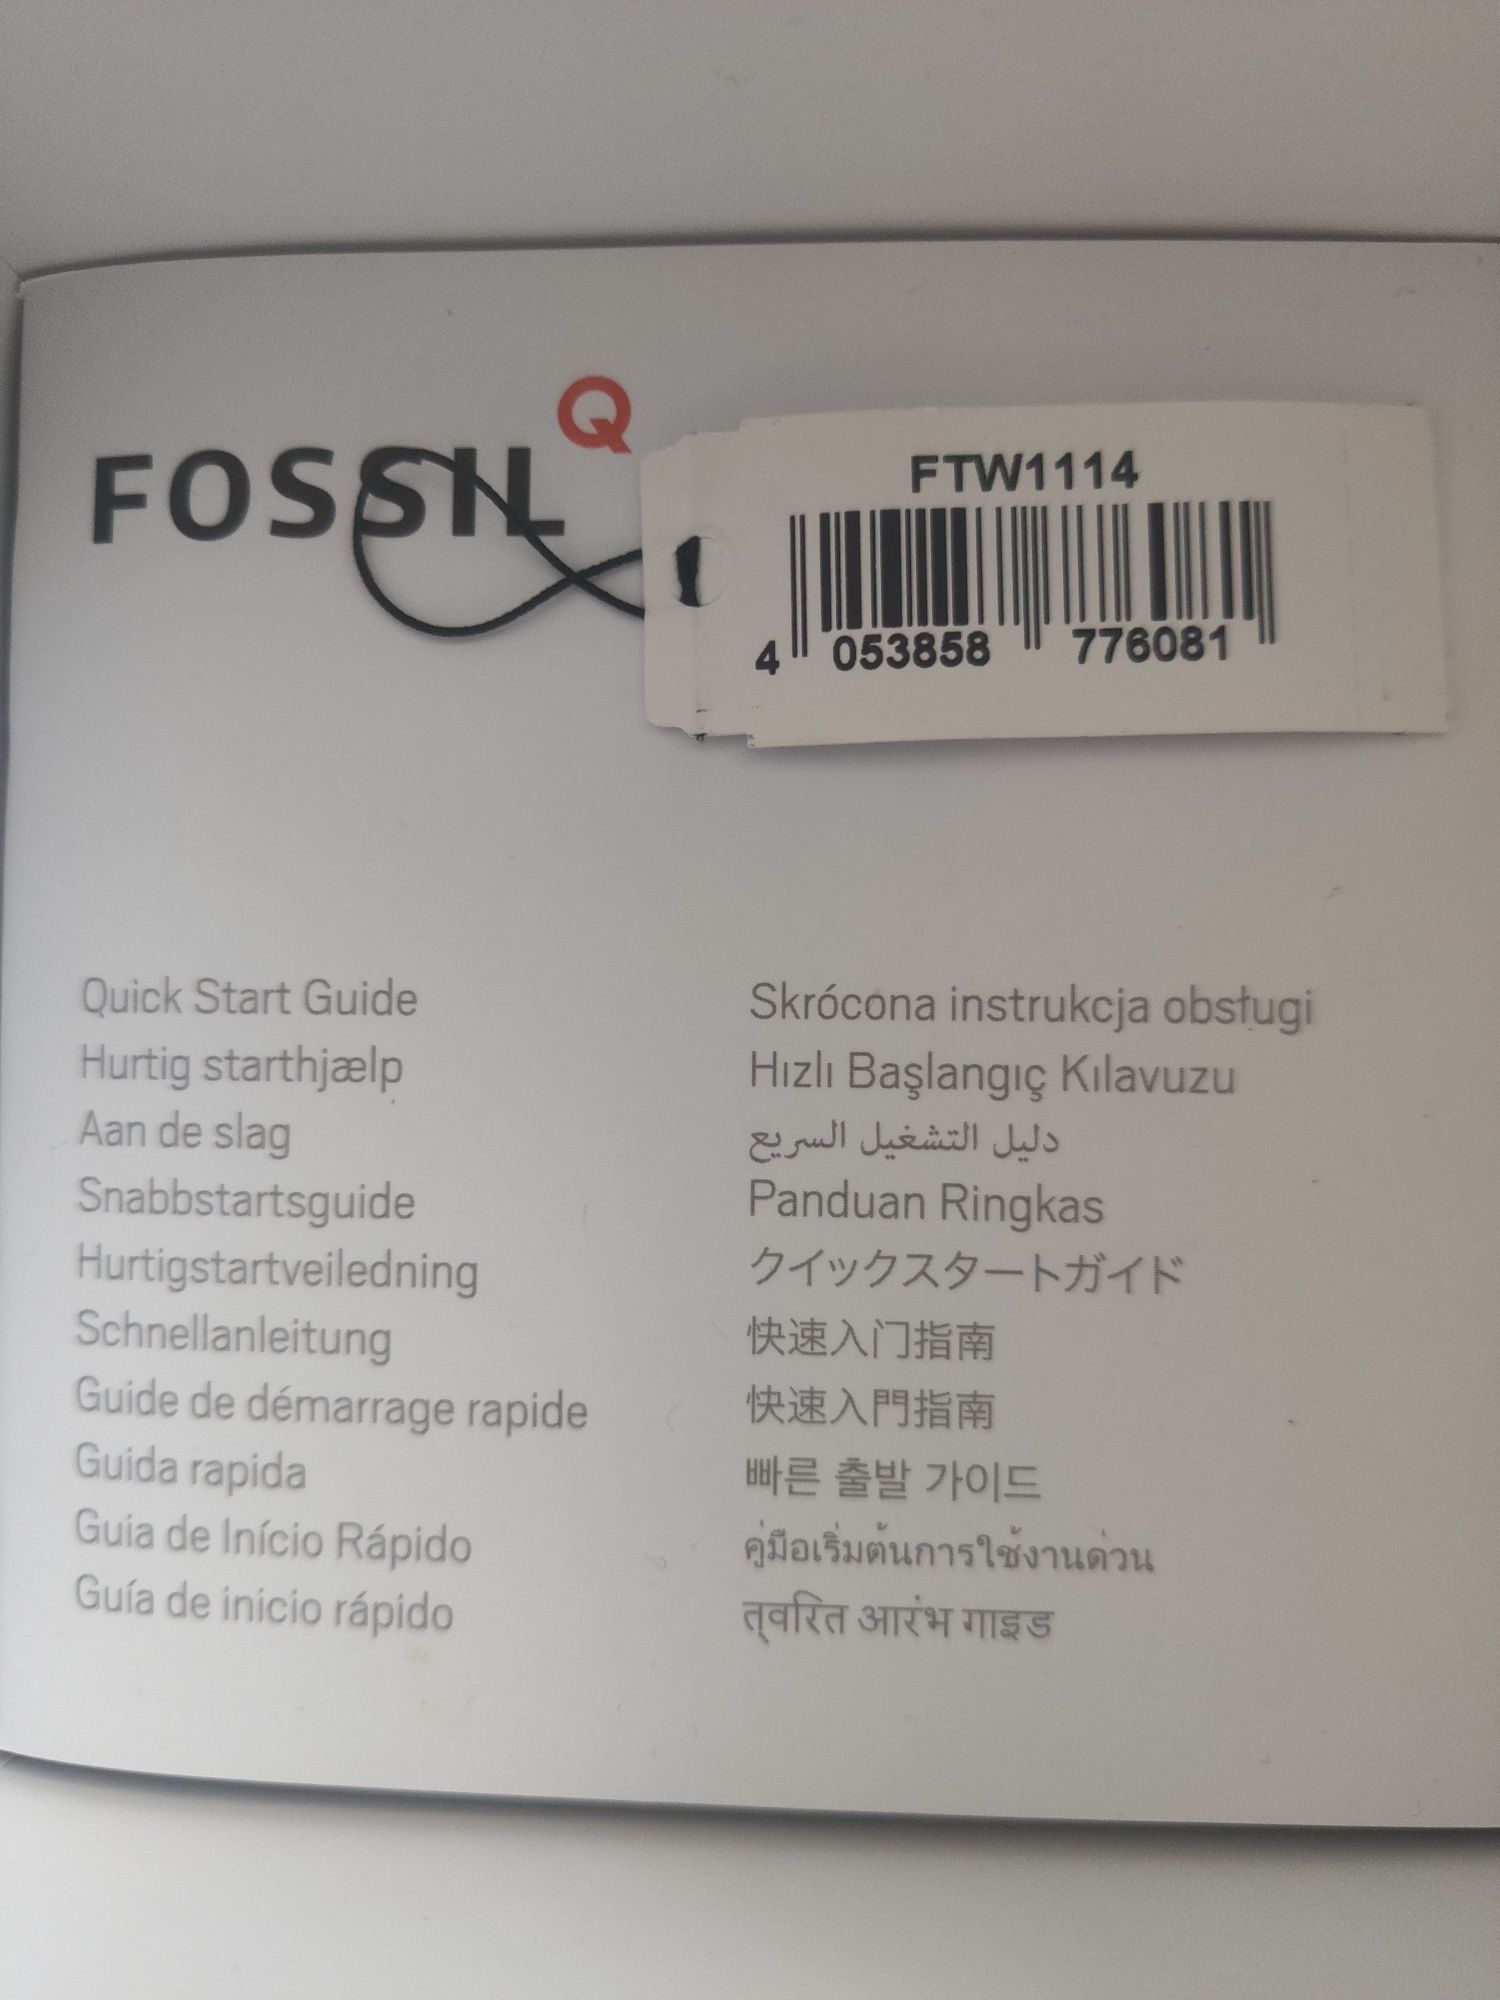 FOSSIL Q
FTW1114
4 053858 776081
Quick Start Guide
Hurtig starthjælp
Aan de slag
Snabbstartsguide
Hurtigstartveiledning
Schnellanleitung
Guide de démarrage rapide
Guida rapida
Guia de Início Rápido
Guía de inicio rápido
Skrócona instrukcja obsługi
Hızlı Başlangıç Kılavuzu
دليل التشغيل السريع
Panduan Ringkas
クイックスタートガイド
快速入门指南
快速入門指南
빠른 출발 가이드
คู่มือเริ่มต้นการใช้งานด่วน
त्वरित आरंभ गाइड